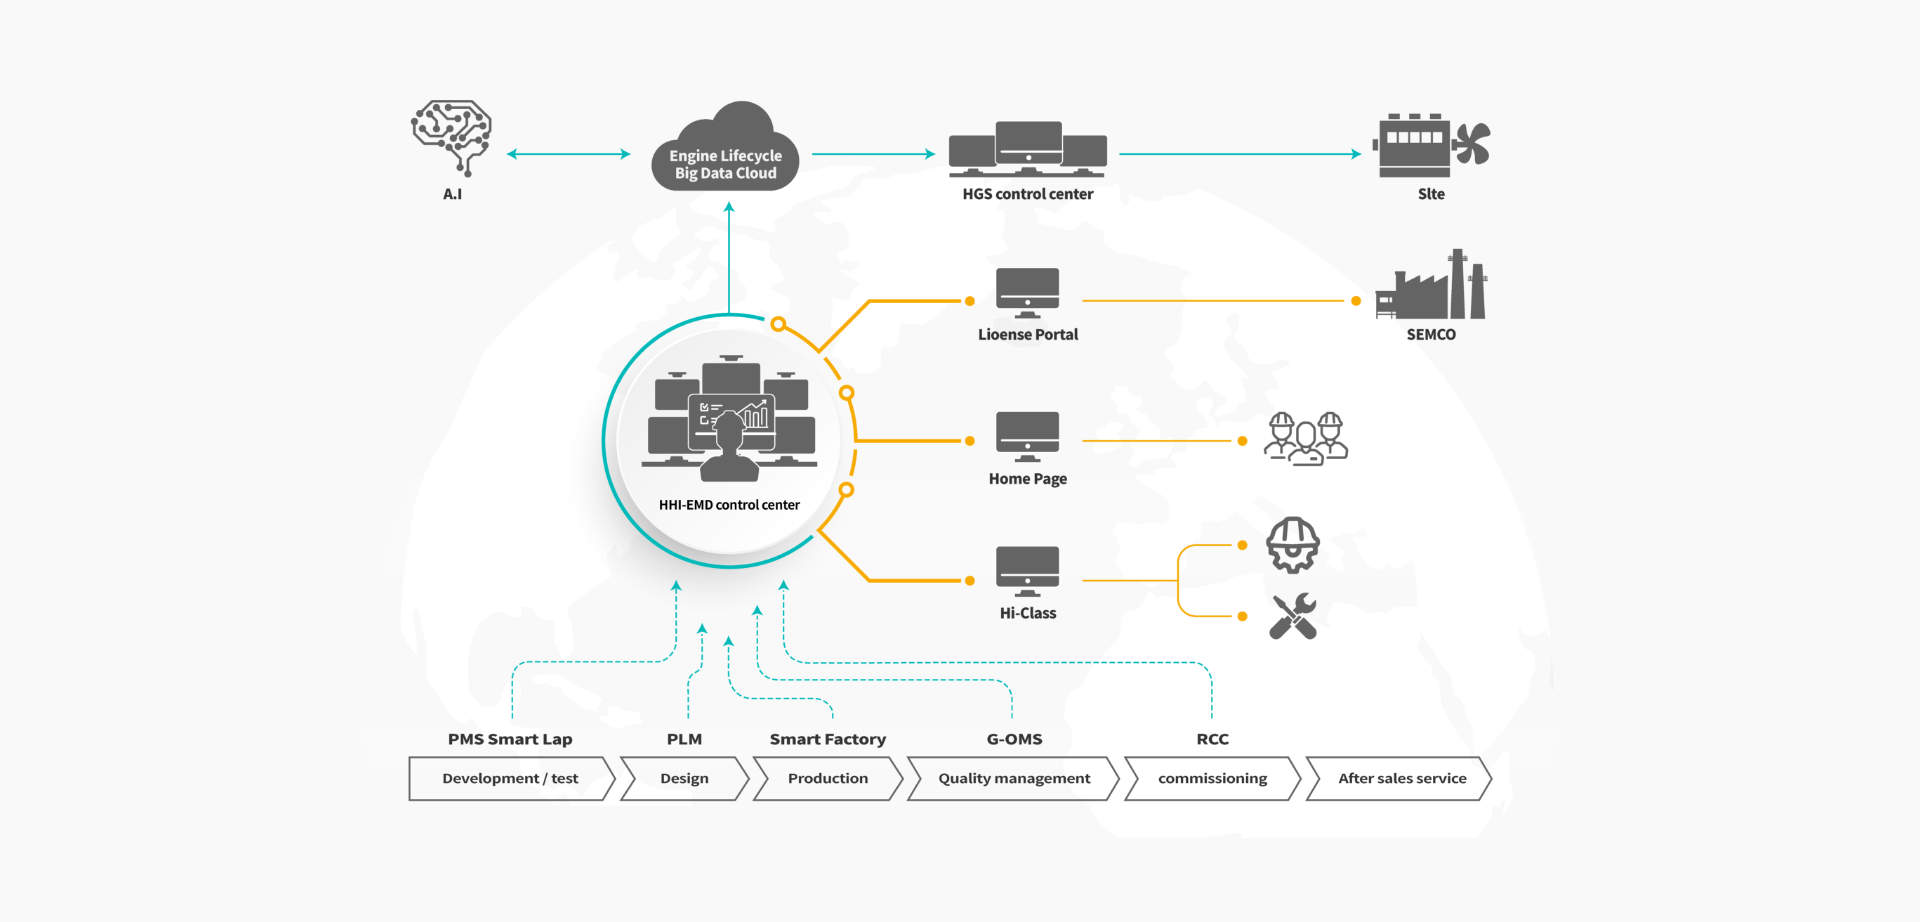 Engine Lifecycle
Big Data Cloud
A.I
HGS control center
Slte
Lioense Portal
SEMCO
HHI-EMD control center
Home Page
Hi-Class
PMS Smart Lap
PLM
Smart Factory
G-OMS
RCC
Development / test
Design
Production
Quality management
commissioning
After sales service